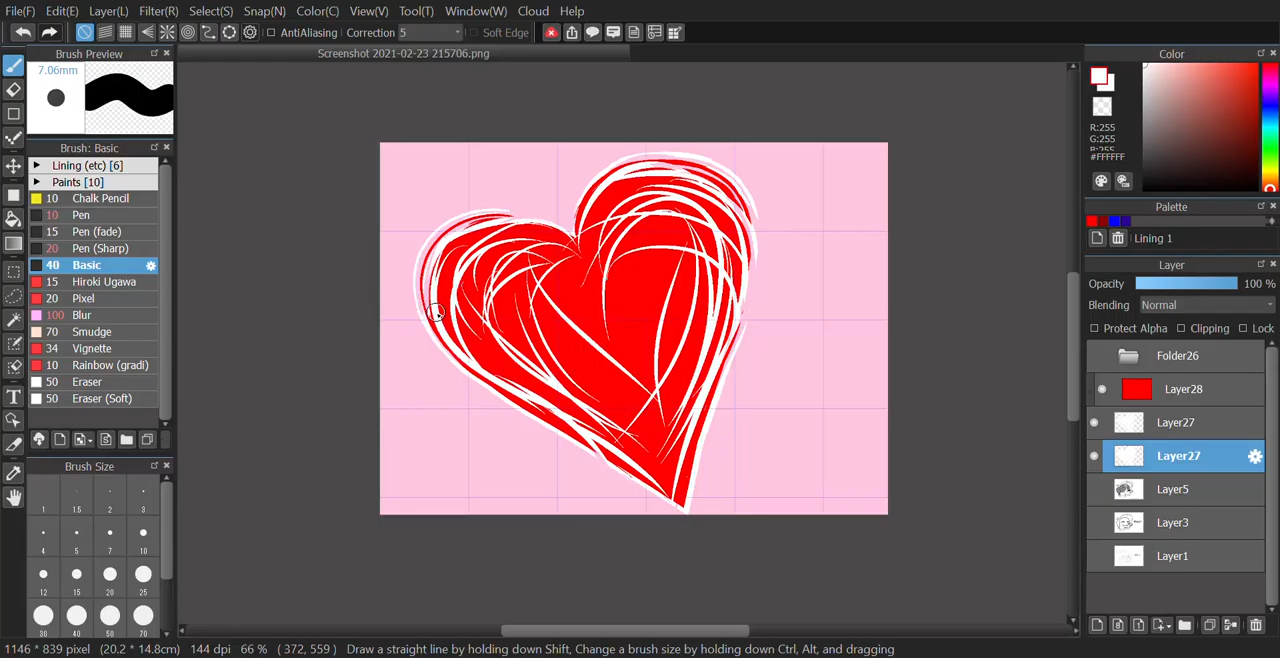 File(F) Edit(E) Layer(L) Filter(R) Select(S) Snap(N) Color(C) View(V) Tool(T) Window(W) Cloud Help
AntiAliasing Correction 5 Soft Edge
Brush Preview
Screenshot 2021-02-23 215706.png
Color
7.06mm
R:255
G:255
B:255
#FFFFFF
Brush: Basic
Lining (etc) [6]
Paints [10]
10 Chalk Pencil
10 Pen
15 Pen (fade)
20 Pen (Sharp)
40 Basic
15 Hiroki Ugawa
20 Pixel
100 Blur
70 Smudge
34 Vignette
10 Rainbow (gradi)
50 Eraser
50 Eraser (Soft)
Palette
Lining 1
Layer
Opacity 100 %
Blending Normal
Protect Alpha Clipping Lock
Folder26
Layer28
Layer27
Layer27
Layer5
Layer3
Layer1
Brush Size
1 1.5 2 3
4 5 7 10
12 15 20 25
30 40 50 70
1146 * 839 pixel (20.2 * 14.8cm) 144 dpi 66 % ( 372, 559 ) Draw a straight line by holding down Shift, Change a brush size by holding down Ctrl, Alt, and dragging